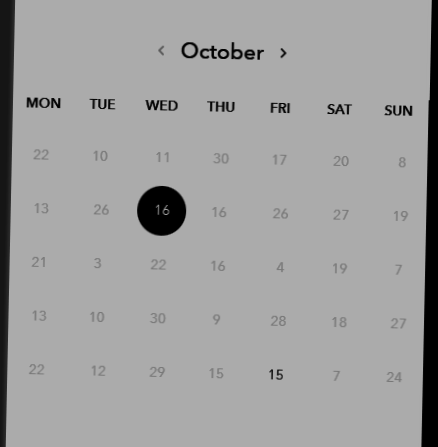 ‹ October ›
MON TUE WED THU FRI SAT SUN
22 10 11 30 17 20 8
13 26 16 16 26 27 19
21 3 22 16 4 19 7
13 10 30 9 28 18 27
22 12 29 15 15 7 24